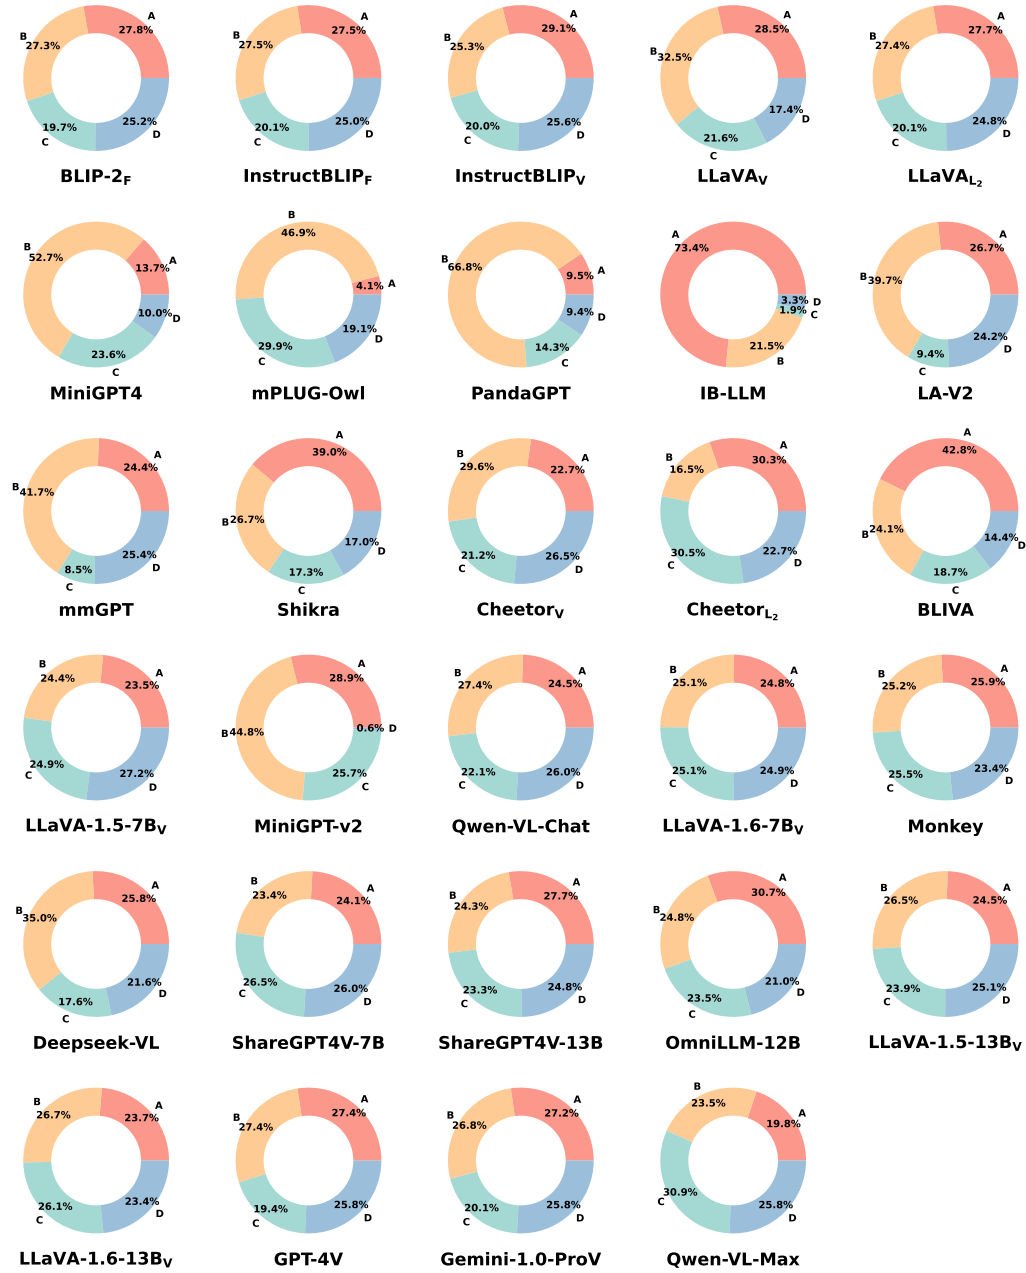 A 27.8% B 27.3% C 19.7% D 25.2%
BLIP-2F
A 27.5% B 27.5% C 20.1% D 25.0%
InstructBLIPF
A 29.1% B 25.3% C 20.0% D 25.6%
InstructBLIPV
A 28.5% B 32.5% C 21.6% D 17.4%
LLaVAV
A 27.7% B 27.4% C 20.1% D 24.8%
LLaVAL2
A 13.7% B 52.7% C 23.6% D 10.0%
MiniGPT4
A 4.1% B 46.9% C 29.9% D 19.1%
mPLUG-Owl
A 9.5% B 66.8% C 14.3% D 9.4%
PandaGPT
A 73.4% B 21.5% C 1.9% D 3.3%
IB-LLM
A 26.7% B 39.7% C 9.4% D 24.2%
LA-V2
A 24.4% B 41.7% C 8.5% D 25.4%
mmGPT
A 39.0% B 26.7% C 17.3% D 17.0%
Shikra
A 22.7% B 29.6% C 21.2% D 26.5%
CheetorV
A 30.3% B 16.5% C 30.5% D 22.7%
CheetorL2
A 42.8% B 24.1% C 18.7% D 14.4%
BLIVA
A 23.5% B 24.4% C 24.9% D 27.2%
LLaVA-1.5-7BV
A 28.9% B 44.8% C 25.7% D 0.6%
MiniGPT-v2
A 24.5% B 27.4% C 22.1% D 26.0%
Qwen-VL-Chat
A 24.8% B 25.1% C 25.1% D 24.9%
LLaVA-1.6-7BV
A 25.9% B 25.2% C 25.5% D 23.4%
Monkey
A 25.8% B 35.0% C 17.6% D 21.6%
Deepseek-VL
A 24.1% B 23.4% C 26.5% D 26.0%
ShareGPT4V-7B
A 27.7% B 24.3% C 23.3% D 24.8%
ShareGPT4V-13B
A 30.7% B 24.8% C 23.5% D 21.0%
OmniLLM-12B
A 24.5% B 26.5% C 23.9% D 25.1%
LLaVA-1.5-13BV
A 23.7% B 26.7% C 26.1% D 23.4%
LLaVA-1.6-13BV
A 27.4% B 27.4% C 19.4% D 25.8%
GPT-4V
A 27.2% B 26.8% C 20.1% D 25.8%
Gemini-1.0-ProV
A 19.8% B 23.5% C 30.9% D 25.8%
Qwen-VL-Max